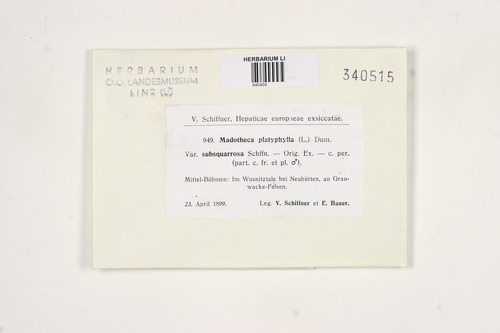 HERBARIUM
O.Ö. LANDESMUSEUM
LINZ (LI)
HERBARIUM LI
340515
V. Schiffner, Hepaticae europaeae exsiccatae.
949. Madotheca platyphylla (L.) Dum.
Var. subsquarrosa Schffn. — Orig. Ex. — c. per.
(part. c. fr. et pl. ♂).
Mittel-Böhmen: Im Wusnitztale bei Neuhütten, an Grau-
wacke-Felsen.
23. April 1899.
Leg. V. Schiffner et E. Bauer.